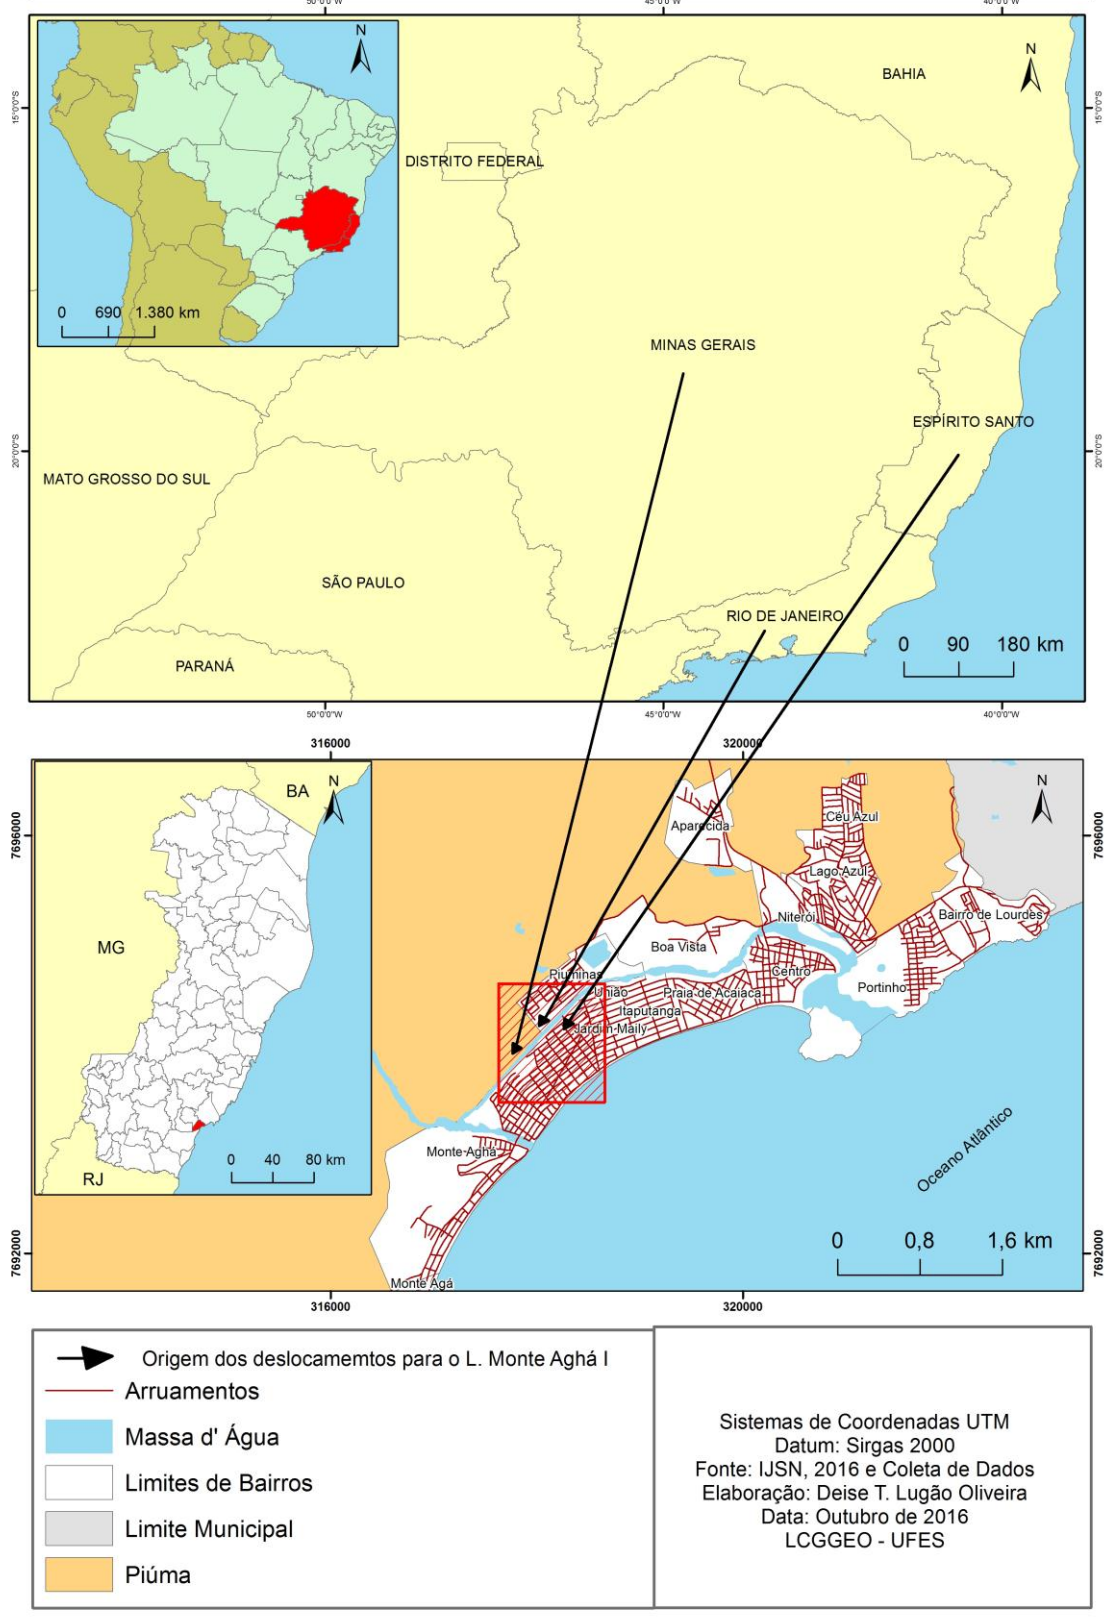 50°0'0"W
45°0'0"W
40°0'0"W
N
N
BAHIA
15°0'0"S
15°0'0"S
DISTRITO FEDERAL
0 690 1.380 km
MINAS GERAIS
ESPÍRITO SANTO
20°0'0"S
20°0'0"S
MATO GROSSO DO SUL
SÃO PAULO
RIO DE JANEIRO
0 90 180 km
PARANÁ
50°0'0"W
45°0'0"W
40°0'0"W
316000
320000
BA
N
N
7696000
7696000
Aparecida
Céu Azul
Lago Azul
Niterói
Bairro de Lourdes
MG
Boa Vista
Centro
Piuminas
Portinho
União
Praia de Acaiaca
Itaputanga
Jardim Maily
Oceano Atlântico
Monte Aghá
0 40 80 km
RJ
0 0,8 1,6 km
7692000
7692000
Monte Agá
316000
320000
Origem dos deslocamemtos para o L. Monte Aghá I
Arruamentos
Massa d' Água
Limites de Bairros
Limite Municipal
Piúma
Sistemas de Coordenadas UTM
Datum: Sirgas 2000
Fonte: IJSN, 2016 e Coleta de Dados
Elaboração: Deise T. Lugão Oliveira
Data: Outubro de 2016
LCGGEO - UFES